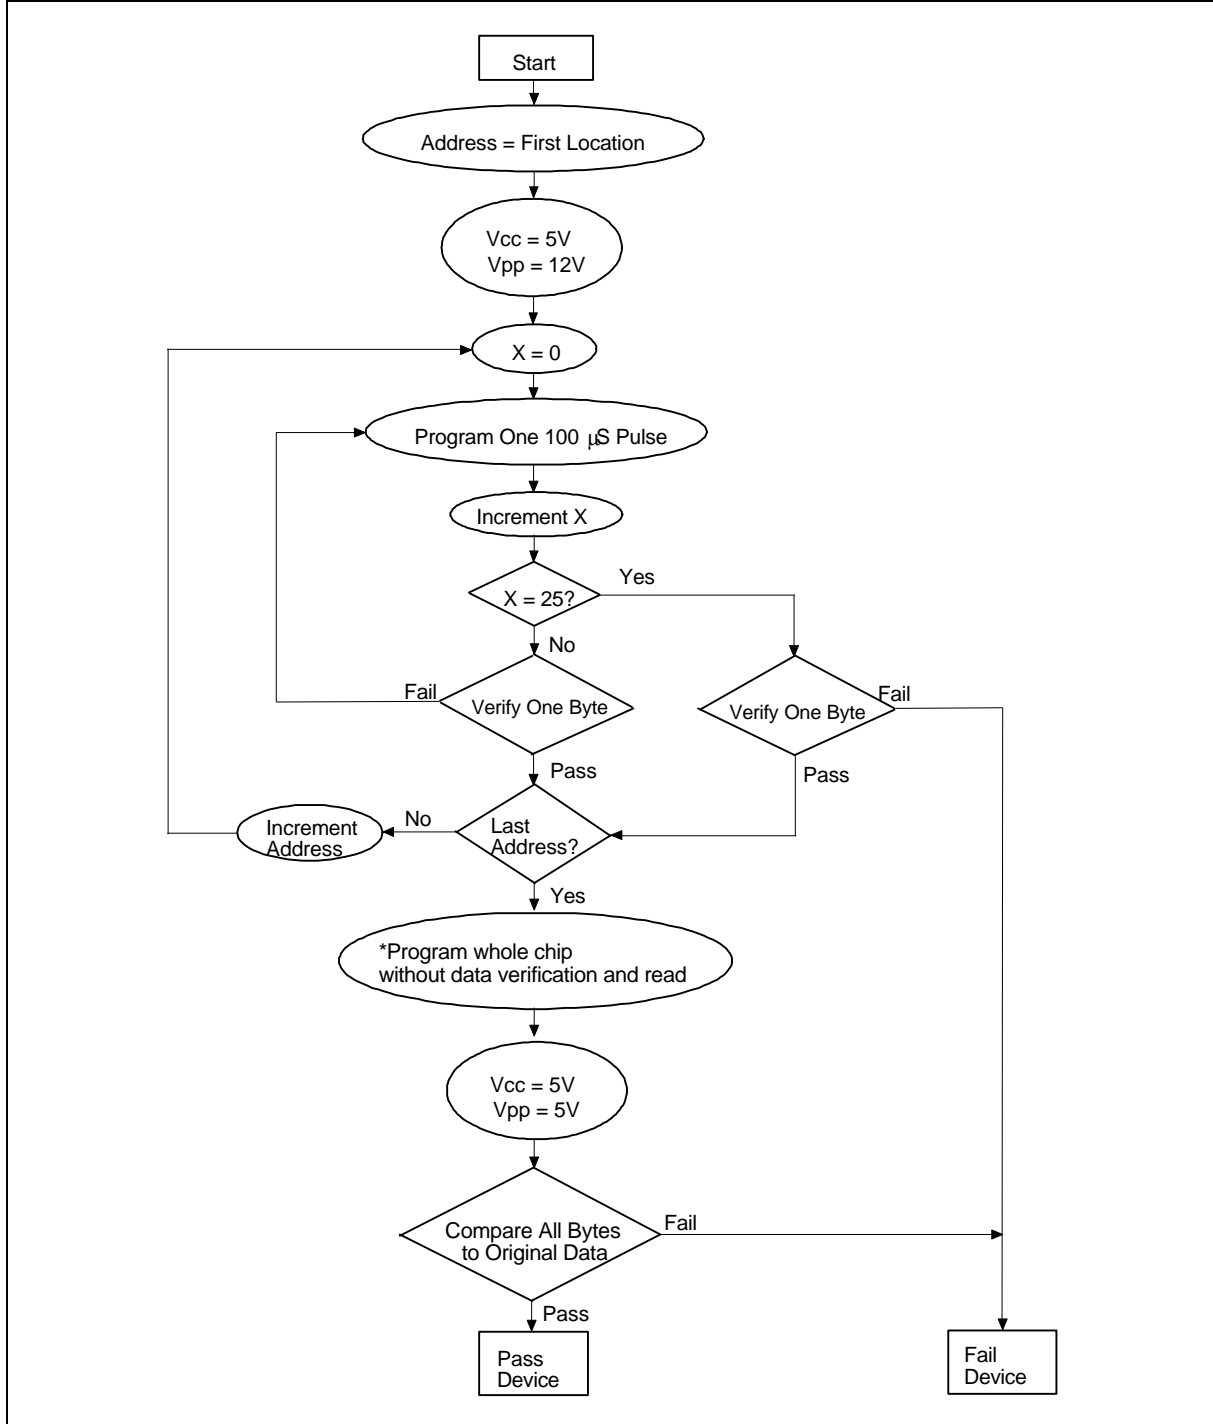 Start
Address = First Location
Vcc = 5V
Vpp = 12V
X = 0
Program One 100 µS Pulse
Increment X
X = 25?
Yes
No
Fail
Verify One Byte
Fail
Verify One Byte
Pass
Pass
Increment
Address
No
Last
Address?
Yes
*Program whole chip
without data verification and read
Vcc = 5V
Vpp = 5V
Compare All Bytes
to Original Data
Fail
Pass
Pass
Device
Fail
Device